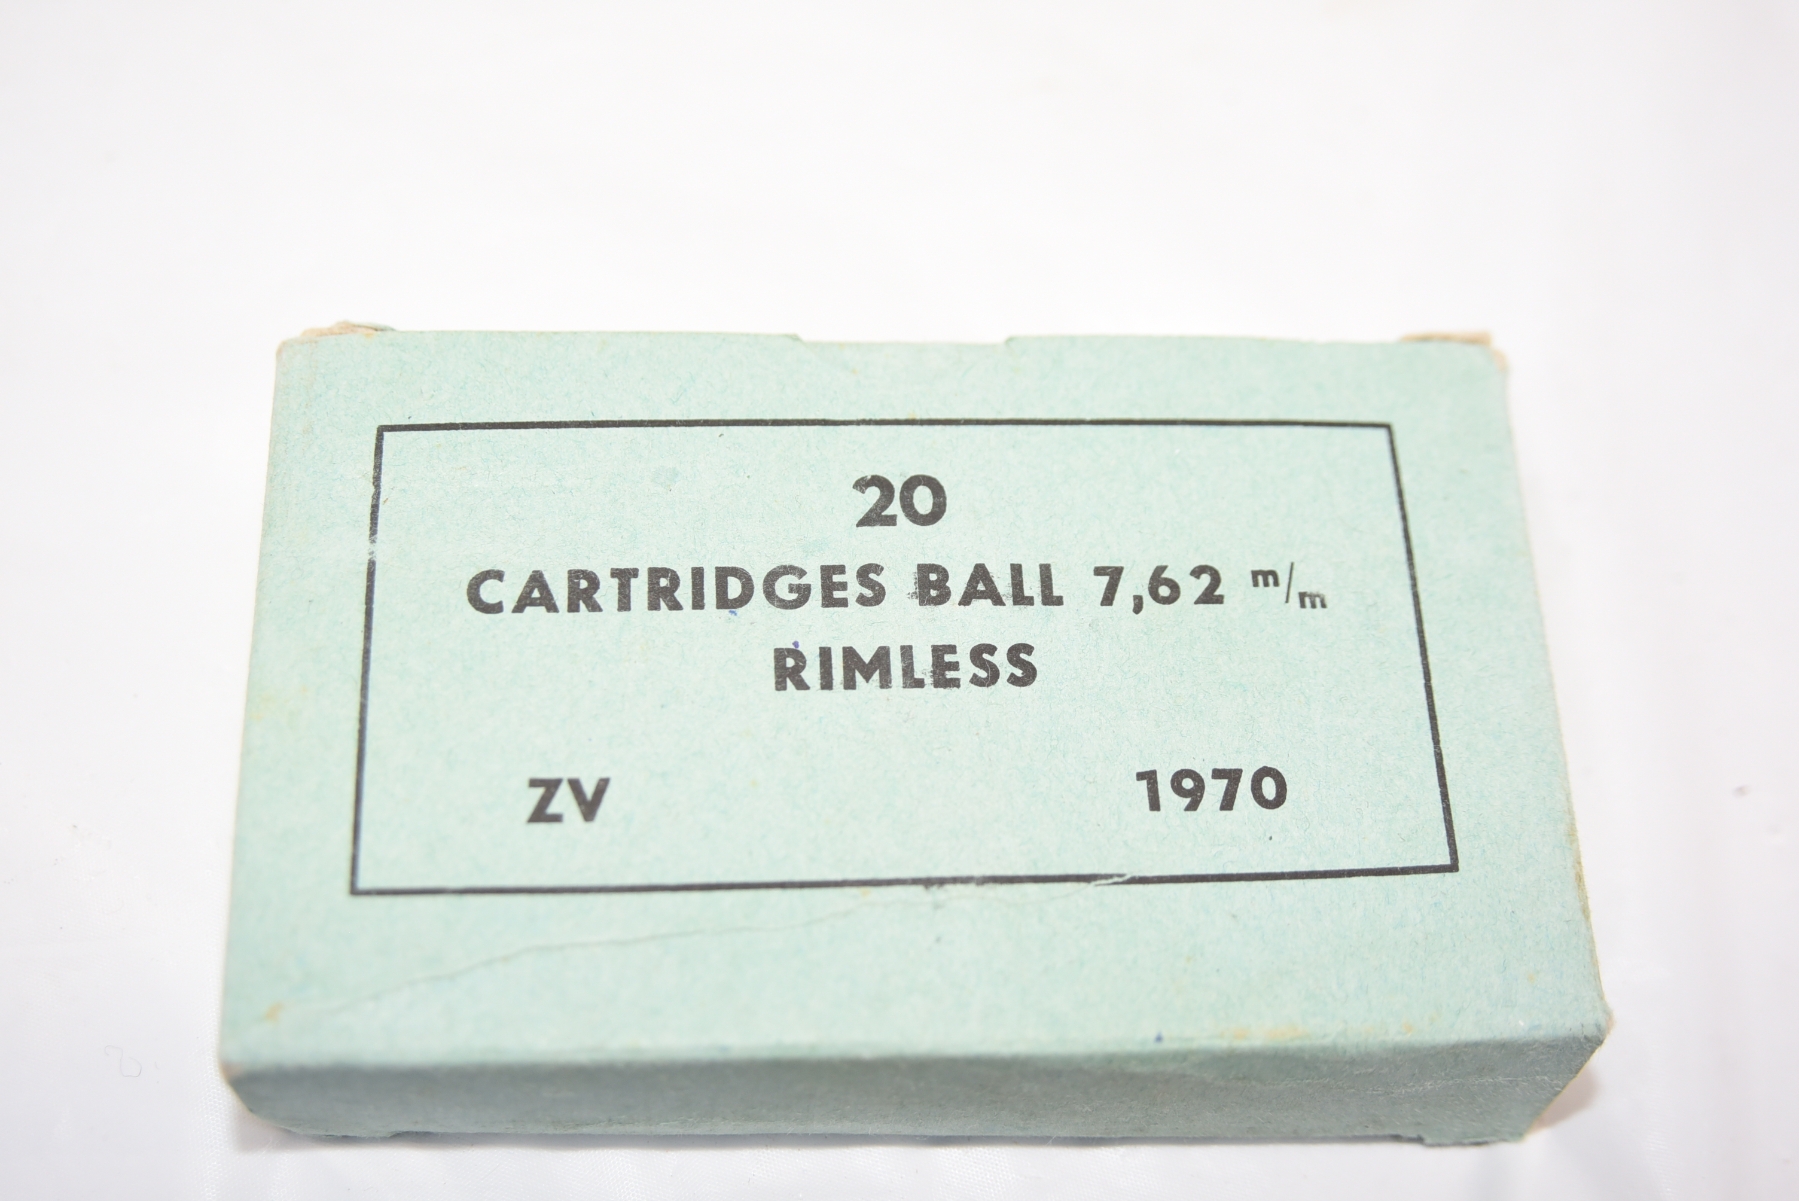 20
CARTRIDGES BALL 7,62 m/m
RIMLESS
ZV 1970